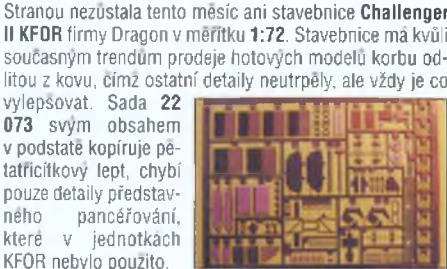 Stranou nezůstala tento měsíc ani stavebnice Challenger
II KFOR firmy Dragon v měřítku 1:72. Stavebnice má kvůli
současným trendům prodeje hotových modelů korbu od-
litou z kovu, čímž ostatní detaily neutrpěly, ale vždy je co
vylepšovat. Sada 22
073 svým obsahem
v podstatě kopíruje pě-
tatřicítkový lept, chybí
pouze detaily představ-
ného pancéřování,
které v jednotkách
KFOR nebylo použito.